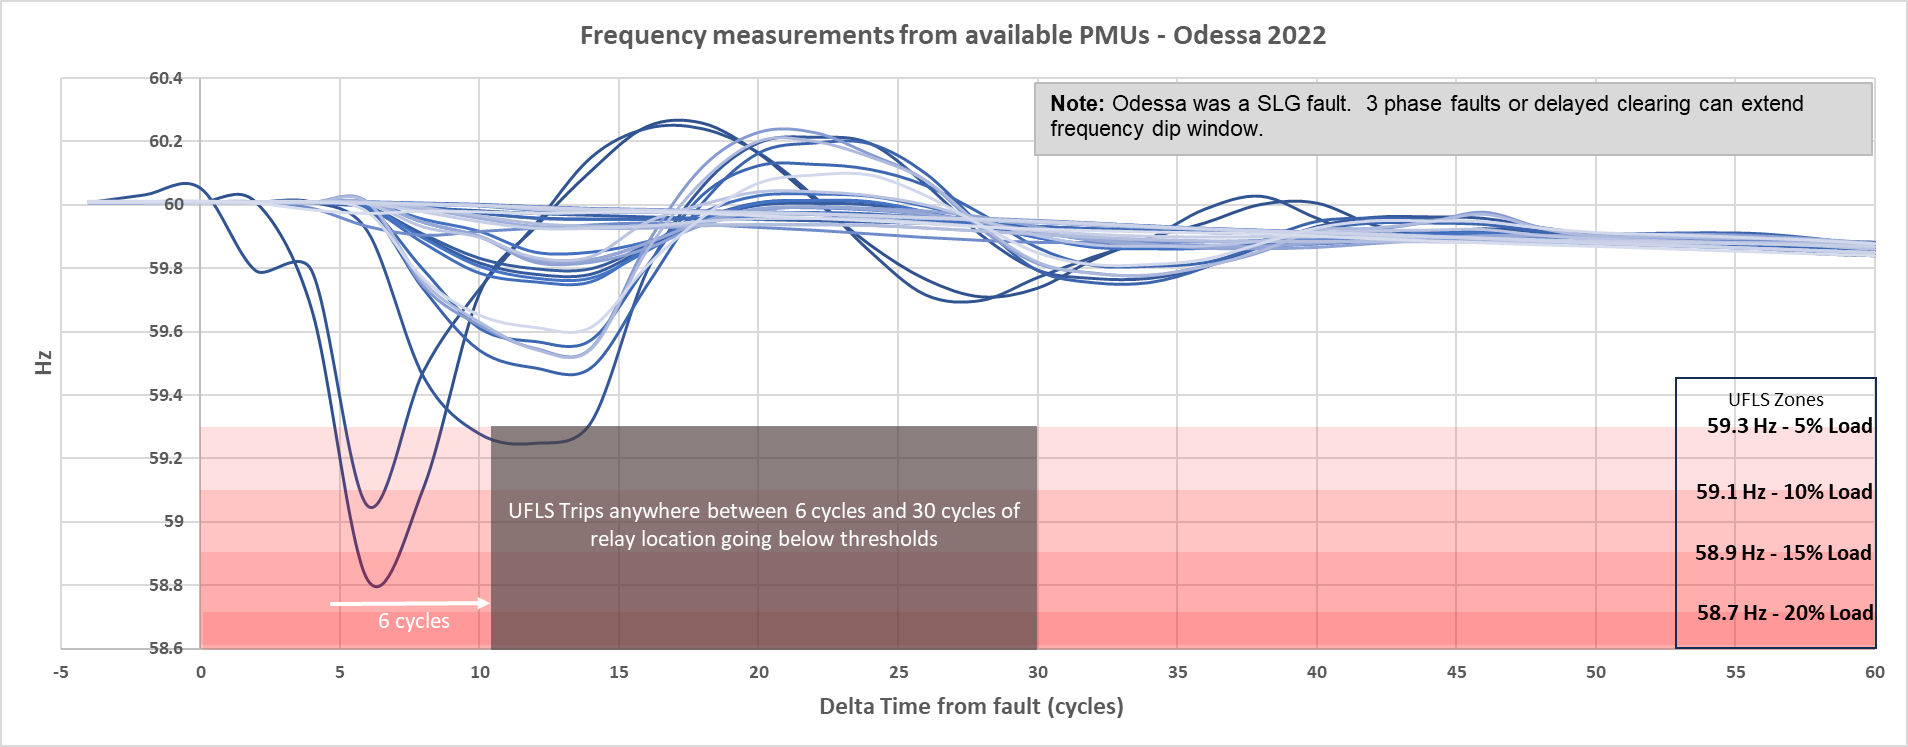 Frequency measurements from available PMUs - Odessa 2022
60.4
Note: Odessa was a SLG fault. 3 phase faults or delayed clearing can extend
frequency dip window.
60.2
60
59.8
59.6
Hz
59.4
UFLS Zones
59.3 Hz - 5% Load
59.2
59.1 Hz - 10% Load
UFLS Trips anywhere between 6 cycles and 30 cycles of
relay location going below thresholds
59
58.9 Hz - 15% Load
58.8
58.7 Hz - 20% Load
6 cycles
58.6
-5 0 5 10 15 20 25 30 35 40 45 50 55 60
Delta Time from fault (cycles)